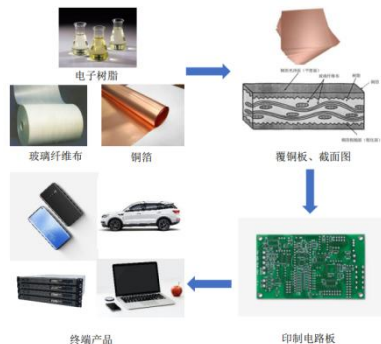 电子树脂
玻璃纤维布
铜箔
覆铜板、截面图
终端产品
印制电路板